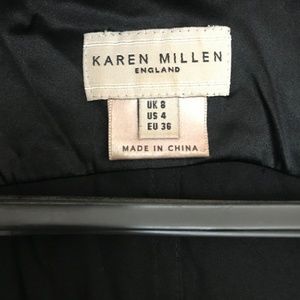 KAREN MILLEN
ENGLAND
UK 8
US 4
EU 36
MADE IN CHINA